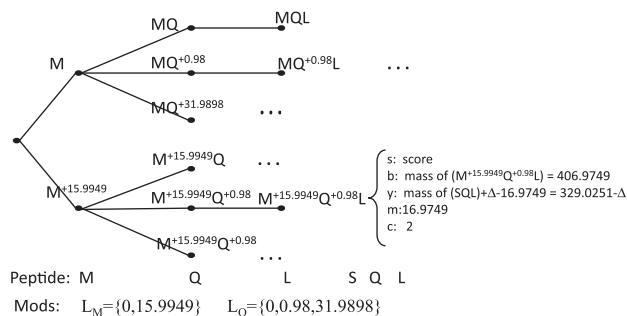 MQ MQL
M MQ+0.98 MQ+0.98L ...
MQ+31.9898 ...
M+15.9949Q ...
M+15.9949 M+15.9949Q+0.98 M+15.9949Q+0.98L
M+15.9949Q+0.98 ...
s: score
b: mass of (M+15.9949Q+0.98L) = 406.9749
y: mass of (SQL)+Δ-16.9749 = 329.0251-Δ
m:16.9749
c: 2
Peptide: M Q L S Q L
Mods: LM={0,15.9949} LQ={0,0.98,31.9898}